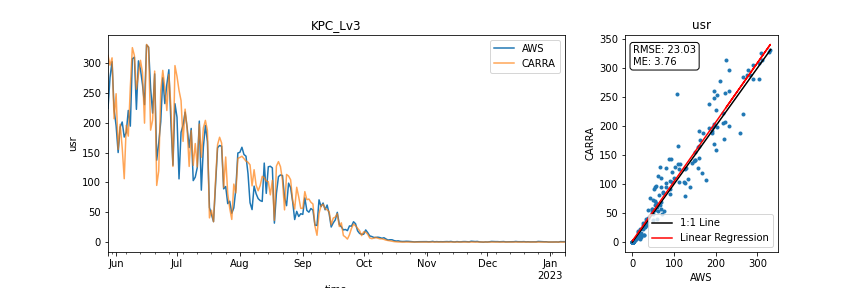 KPC_Lv3
usr
300
250
200
150
100
50
0
Jun
Jul
Aug
Sep
Oct
Nov
Dec
Jan
2023
time
AWS
CARRA
usr
CARRA
350
300
250
200
150
100
50
0
0
100
200
300
AWS
RMSE: 23.03
ME: 3.76
1:1 Line
Linear Regression